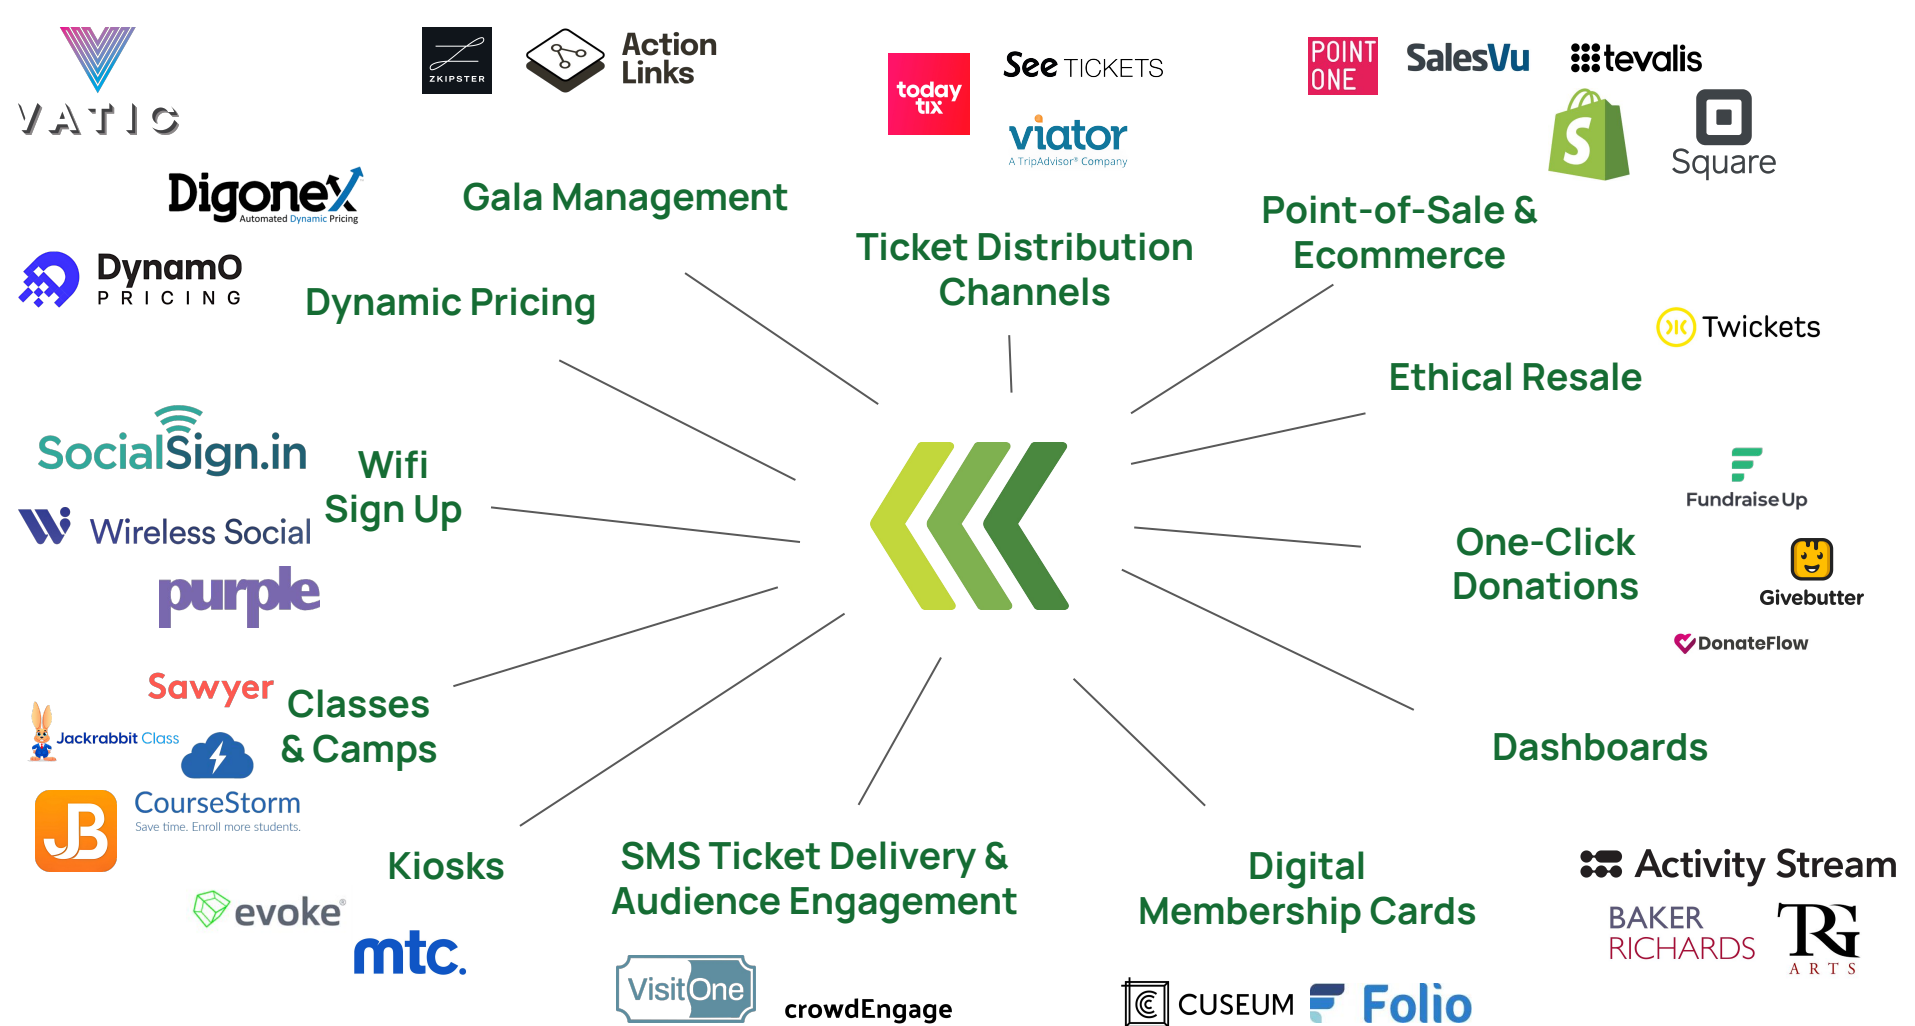 VATIC
ZKIPSTER
Action
Links
today
tix
See TICKETS
viator
A TripAdvisor® Company
POINT
ONE
SalesVu
tevalis
S
Square
Digonex
Automated Dynamic Pricing
Gala Management
Ticket Distribution
Channels
Point-of-Sale &
Ecommerce
DynamO
PRICING
Dynamic Pricing
Twickets
Ethical Resale
SocialSign.in
Wifi
Sign Up
Wireless Social
purple
FundraiseUp
One-Click
Donations
Givebutter
DonateFlow
Sawyer
Jackrabbit Class
Classes
& Camps
CourseStorm
Save time. Enroll more students.
JB
Dashboards
Kiosks
evoke®
mtc.
SMS Ticket Delivery &
Audience Engagement
VisitOne
crowdEngage
Digital
Membership Cards
CUSEUM
Folio
Activity Stream
BAKER
RICHARDS
TRG
ARTS